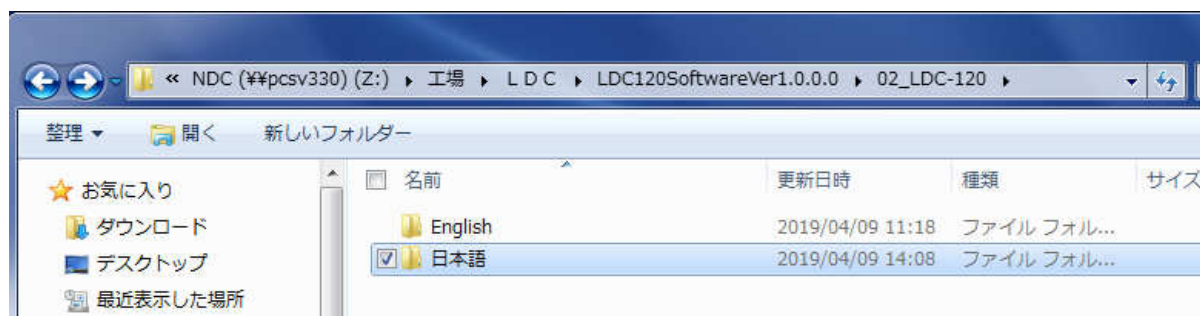 « NDC (¥¥pcsv330) (Z:) ▸ 工場 ▸ ＬＤＣ ▸ LDC120SoftwareVer1.0.0.0 ▸ 02_LDC-120 ▸
整理 ▼ 開く 新しいフォルダー
お気に入り
ダウンロード
デスクトップ
最近表示した場所
名前 更新日時 種類 サイズ
English 2019/04/09 11:18 ファイル フォル...
日本語 2019/04/09 14:08 ファイル フォル...